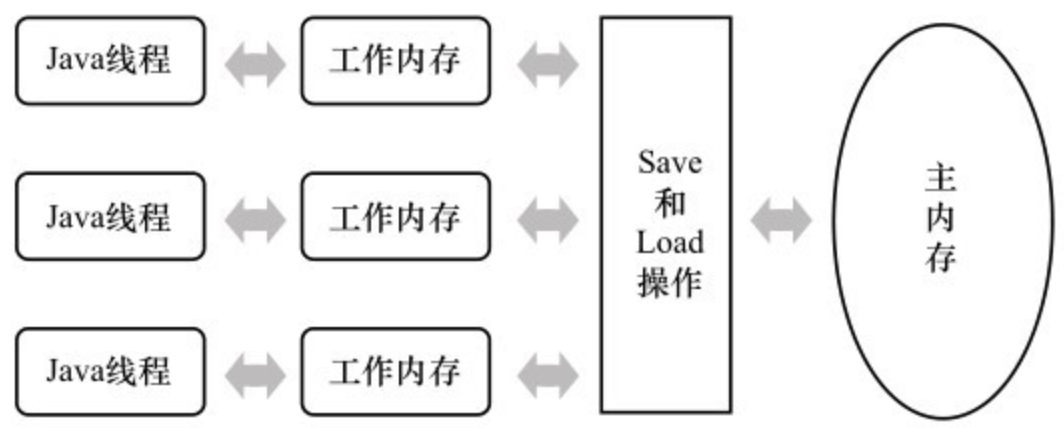 Java线程
工作内存
Java线程
工作内存
Java线程
工作内存
Save
和
Load
操作
主
内
存